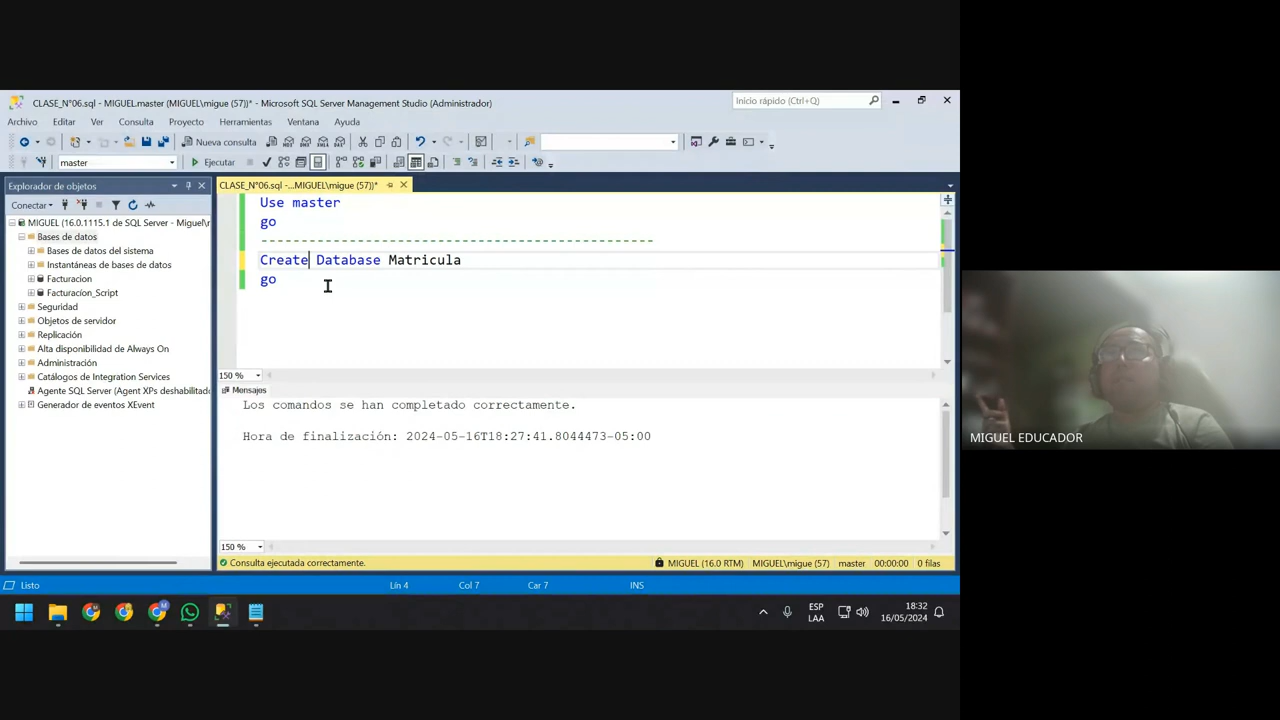 CLASE_N°06.sql - MIGUEL.master (MIGUEL\migue (57))* - Microsoft SQL Server Management Studio (Administrador)
Inicio rápido (Ctrl+Q)
Archivo Editar Ver Consulta Proyecto Herramientas Ventana Ayuda
Nueva consulta
master
Ejecutar
Explorador de objetos
CLASE_N°06.sql -...MIGUEL\migue (57))*
Conectar
MIGUEL (16.0.1115.1 de SQL Server - Miguel\r
Bases de datos
Bases de datos del sistema
Instantáneas de bases de datos
Facturacion
Facturacíon_Script
Seguridad
Objetos de servidor
Replicación
Alta disponibilidad de Always On
Administración
Catálogos de Integration Services
Agente SQL Server (Agent XPs deshabilitado
Generador de eventos XEvent
Use master
go
-------------------------------------------------
Create Database Matricula
go
150 %
Mensajes
Los comandos se han completado correctamente.
Hora de finalización: 2024-05-16T18:27:41.8044473-05:00
150 %
Consulta ejecutada correctamente.
MIGUEL (16.0 RTM) MIGUEL\migue (57) master 00:00:00 0 filas
Listo
Lín 4 Col 7 Car 7 INS
ESP
LAA
18:32
16/05/2024
MIGUEL EDUCADOR